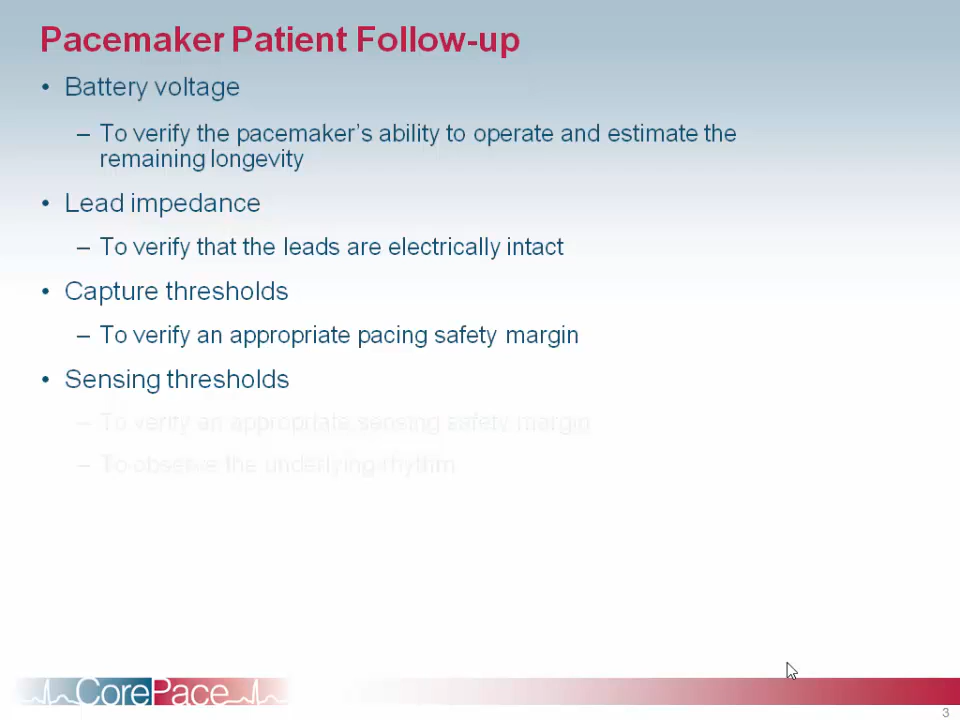 Pacemaker Patient Follow-up
• Battery voltage
– To verify the pacemaker's ability to operate and estimate the
remaining longevity
• Lead impedance
– To verify that the leads are electrically intact
• Capture thresholds
– To verify an appropriate pacing safety margin
• Sensing thresholds
– To verify an appropriate sensing safety margin
– To observe the underlying rhythm
CorePace
3